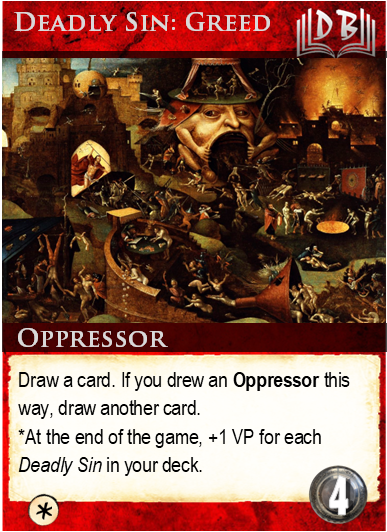 Deadly Sin: Greed
DB
Oppressor
Draw a card. If you drew an Oppressor this
way, draw another card.
*At the end of the game, +1 VP for each
Deadly Sin in your deck.
*
4